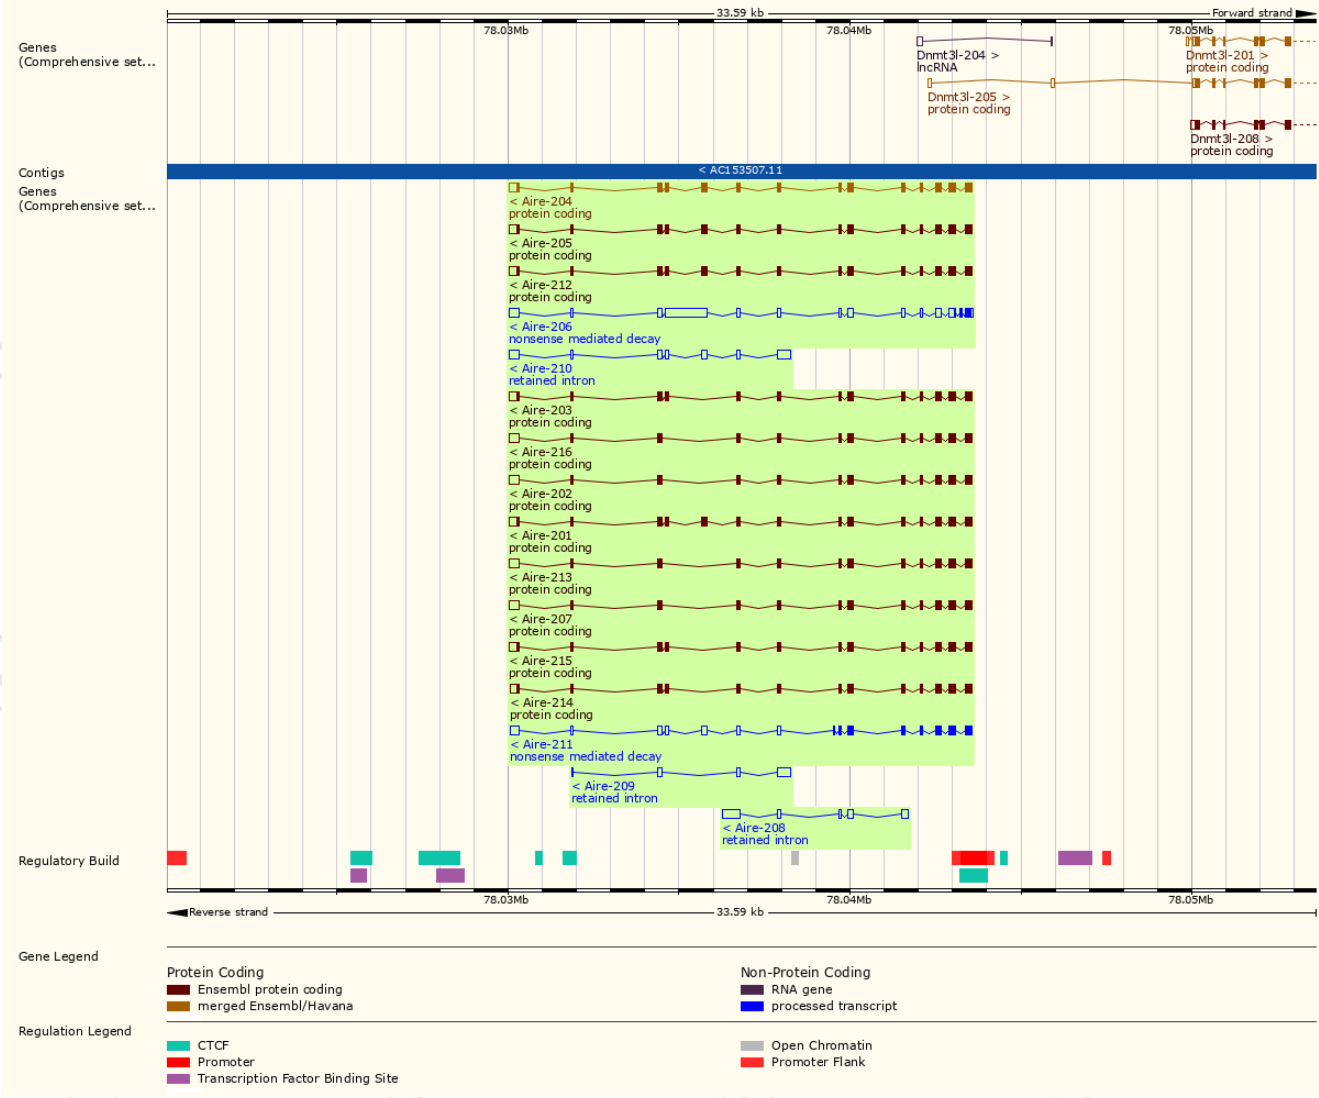 33.59 kb Forward strand
78.03Mb 78.04Mb 78.05Mb
Genes
(Comprehensive set...
Dnmt3l-204 >
lncRNA
Dnmt3l-201 >
protein coding
Dnmt3l-205 >
protein coding
Dnmt3l-208 >
protein coding
Contigs < AC153507.11
Genes
(Comprehensive set...
< Aire-204
protein coding
< Aire-205
protein coding
< Aire-212
protein coding
< Aire-206
nonsense mediated decay
< Aire-210
retained intron
< Aire-203
protein coding
< Aire-216
protein coding
< Aire-202
protein coding
< Aire-201
protein coding
< Aire-213
protein coding
< Aire-207
protein coding
< Aire-215
protein coding
< Aire-214
protein coding
< Aire-211
nonsense mediated decay
< Aire-209
retained intron
< Aire-208
retained intron
Regulatory Build
78.03Mb 78.04Mb 78.05Mb
Reverse strand 33.59 kb
Gene Legend
Protein Coding
Ensembl protein coding
merged Ensembl/Havana
Non-Protein Coding
RNA gene
processed transcript
Regulation Legend
CTCF
Promoter
Transcription Factor Binding Site
Open Chromatin
Promoter Flank